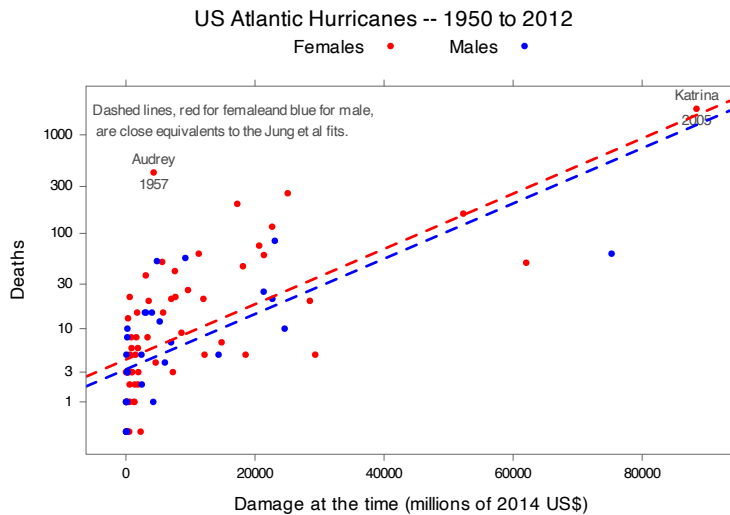 US Atlantic Hurricanes -- 1950 to 2012
Females Males
Katrina
2005
Dashed lines, red for femaleand blue for male,
are close equivalents to the Jung et al fits.
Audrey
1957
Deaths
1000
300
100
30
10
3
1
0 20000 40000 60000 80000
Damage at the time (millions of 2014 US$)